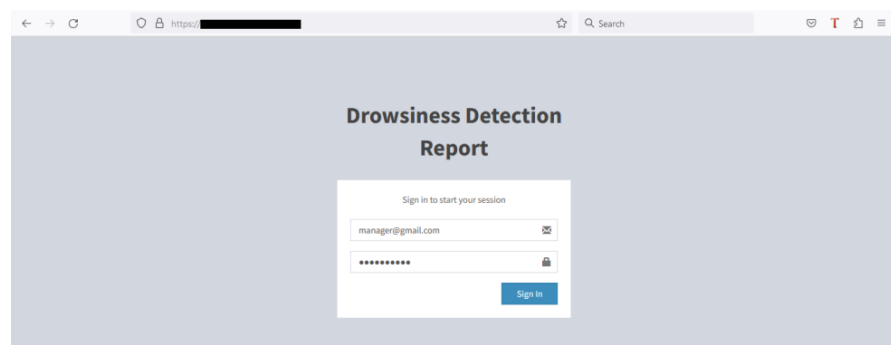 https://
Search
T
Drowsiness Detection
Report
Sign in to start your session
manager@gmail.com
••••••••••
Sign In